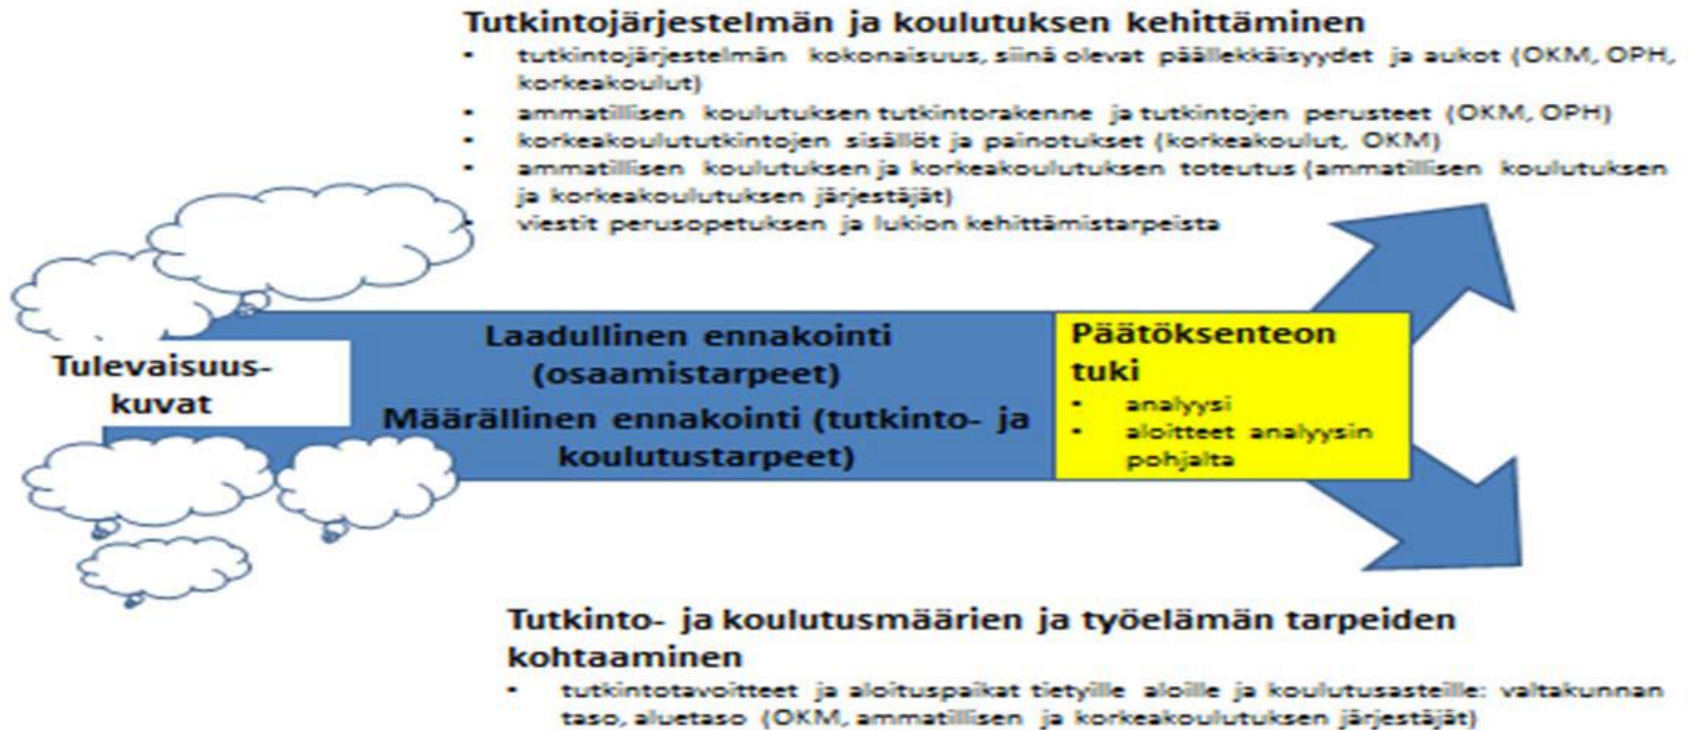 Tutkintojärjestelmän ja koulutuksen kehittäminen
• tutkintojärjestelmän kokonaisuus, siinä olevat päällekkäisyydet ja aukot (OKM, OPH,
korkeakoulut)
• ammatillisen koulutuksen tutkintorakenne ja tutkintojen perusteet (OKM, OPH)
• korkeakoulututkintojen sisällöt ja painotukset (korkeakoulut, OKM)
• ammatillisen koulutuksen ja korkeakoulutuksen toteutus (ammatillisen koulutuksen
ja korkeakoulutuksen järjestäjät)
• viestit perusopetuksen ja lukion kehittämistarpeista
Tulevaisuus-
kuvat
Laadullinen ennakointi
(osaamistarpeet)
Määrällinen ennakointi (tutkinto- ja
koulutustarpeet)
Päätöksenteon
tuki
• analyysi
• aloitteet analyysin
pohjalta
Tutkinto- ja koulutusmäärien ja työelämän tarpeiden
kohtaaminen
• tutkintotavoitteet ja aloituspaikat tietyille aloille ja koulutusasteille: valtakunnan
taso, aluetaso (OKM, ammatillisen ja korkeakoulutuksen järjestäjät)